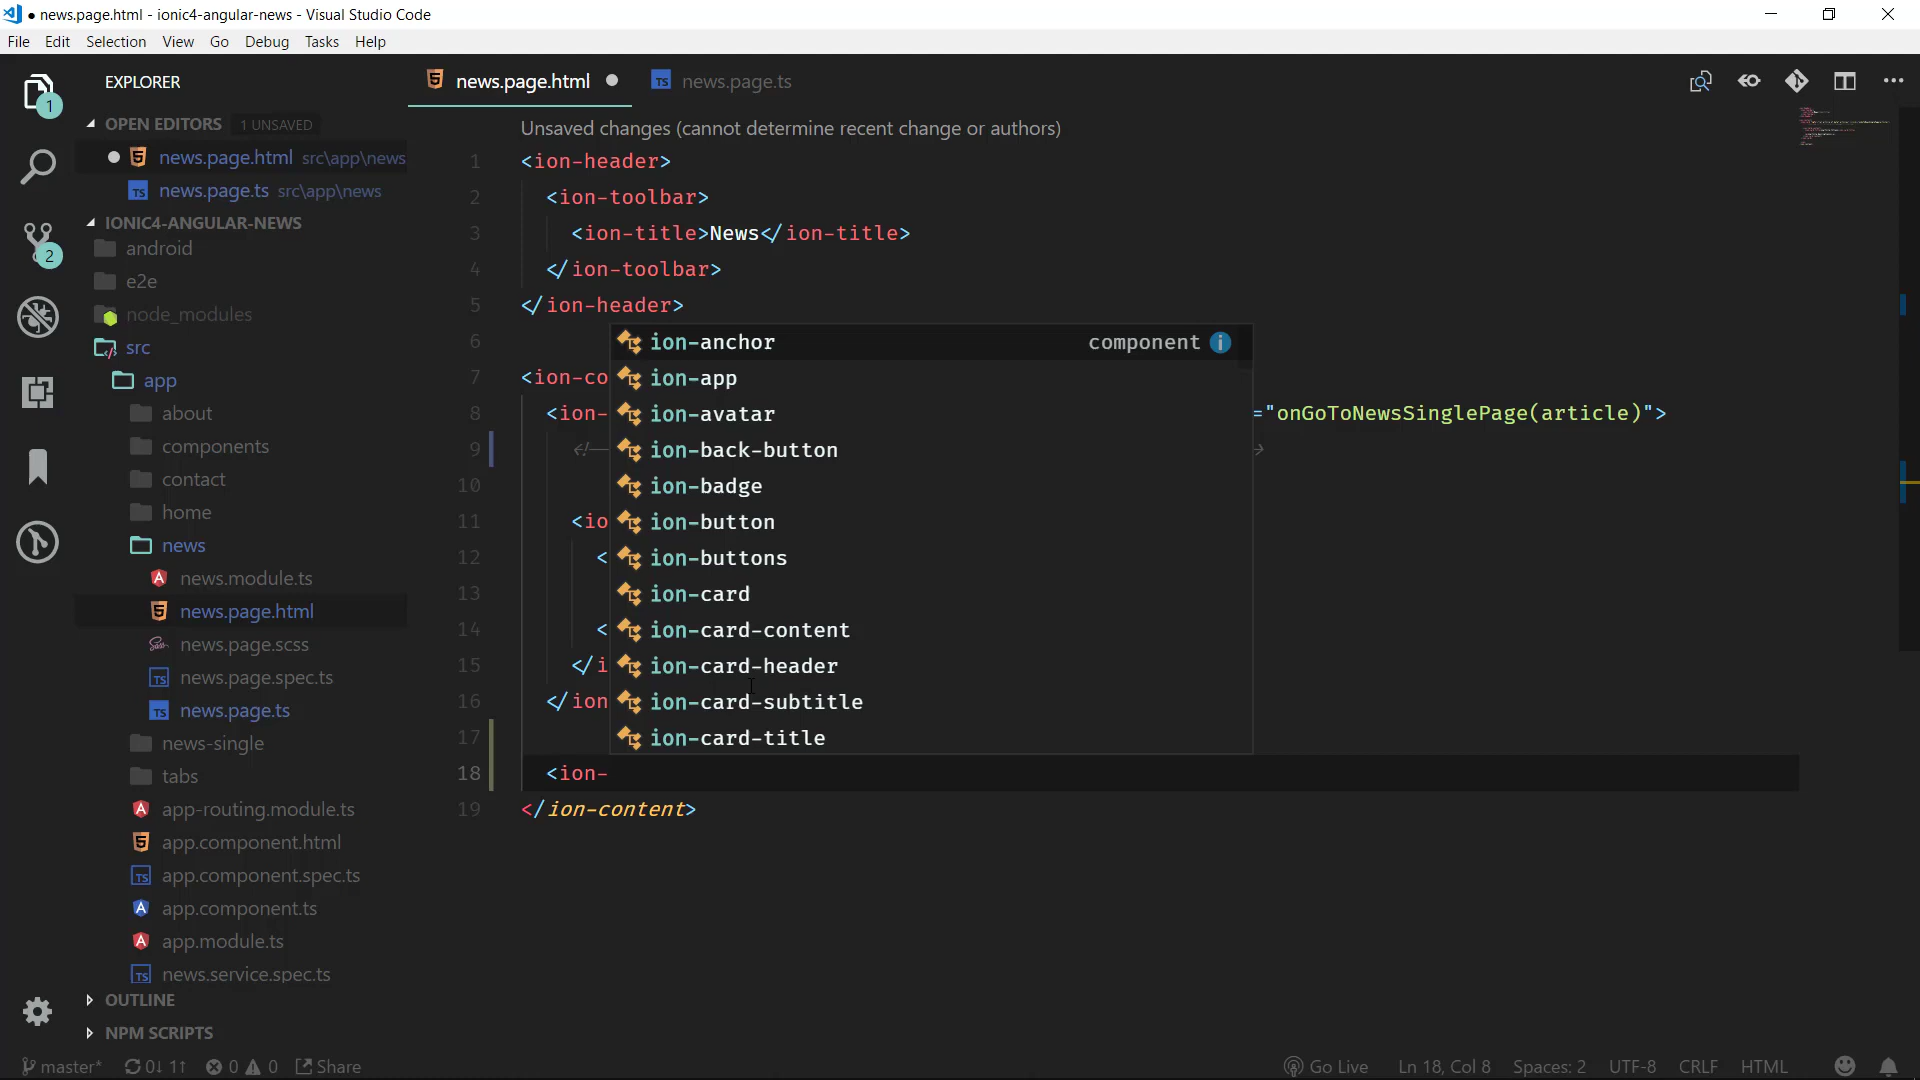 news.page.html - ionic4-angular-news - Visual Studio Code
File Edit Selection View Go Debug Tasks Help
EXPLORER
1
OPEN EDITORS 1 UNSAVED
news.page.html src\app\news
news.page.ts src\app\news
IONIC4-ANGULAR-NEWS
2
android
e2e
node_modules
src
app
about
components
contact
home
news
news.module.ts
news.page.html
news.page.scss
news.page.spec.ts
news.page.ts
news-single
tabs
app-routing.module.ts
app.component.html
app.component.spec.ts
app.component.ts
app.module.ts
news.service.spec.ts
OUTLINE
NPM SCRIPTS
news.page.html
TS news.page.ts
Unsaved changes (cannot determine recent change or authors)
1 <ion-header>
2 <ion-toolbar>
3 <ion-title>News</ion-title>
4 </ion-toolbar>
5 </ion-header>
6
7 <ion-co
8 <ion- ="onGoToNewsSinglePage(article)">
9 <!--
10
11 <io
12 <
13
14 <
15 </i
16 </ion
17
18 <ion-
19 </ion-content>
ion-anchor component i
ion-app
ion-avatar
ion-back-button
ion-badge
ion-button
ion-buttons
ion-card
ion-card-content
ion-card-header
ion-card-subtitle
ion-card-title
master* 0↓ 1↑ 0 0 Share Go Live Ln 18, Col 8 Spaces: 2 UTF-8 CRLF HTML